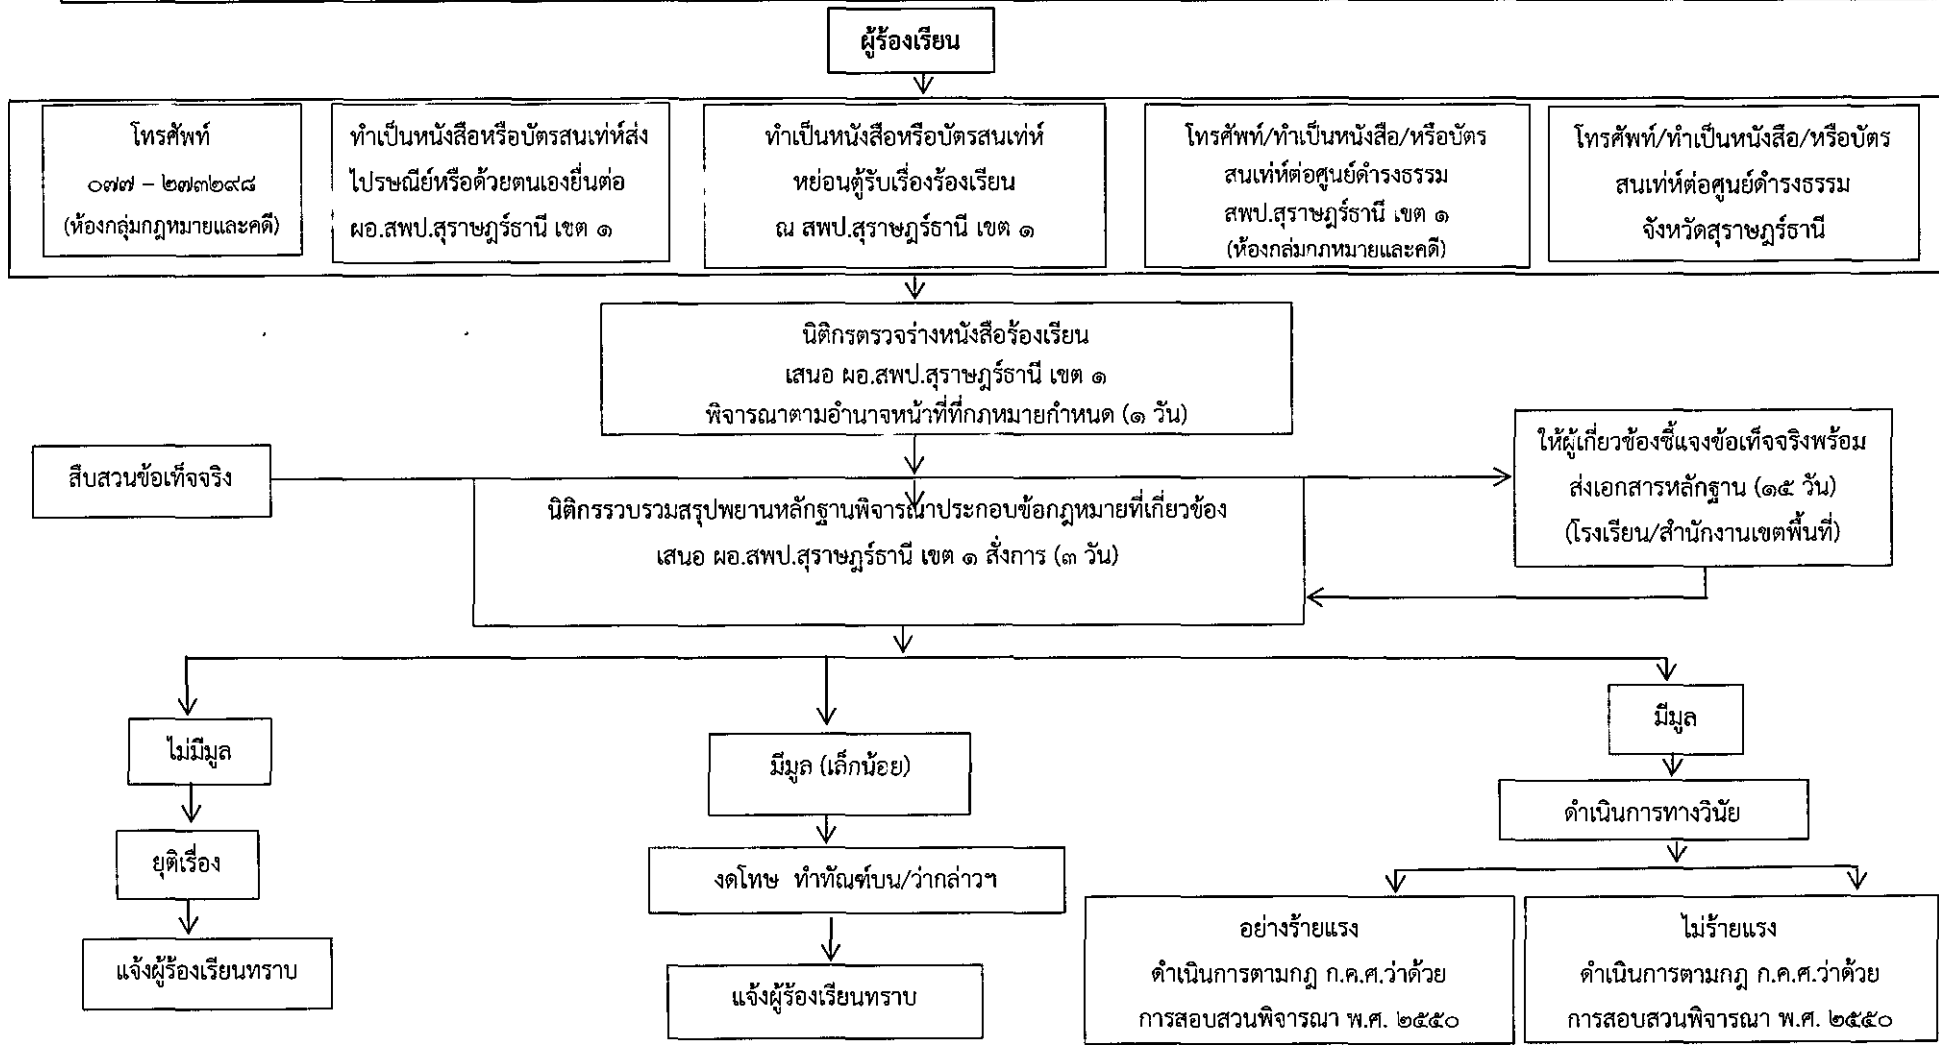 ผู้ร้องเรียน
โทรศัพท์
๐๗๗ – ๒๗๓๒๙๘
(ห้องกลุ่มกฎหมายและคดี)
ทำเป็นหนังสือหรือบัตรสนเท่ห์ส่ง
ไปรษณีย์หรือด้วยตนเองยื่นต่อ
ผอ.สพป.สุราษฎร์ธานี เขต ๑
ทำเป็นหนังสือหรือบัตรสนเท่ห์
หย่อนตู้รับเรื่องร้องเรียน
ณ สพป.สุราษฎร์ธานี เขต ๑
โทรศัพท์/ทำเป็นหนังสือ/หรือบัตร
สนเท่ห์ต่อศูนย์ดำรงธรรม
สพป.สุราษฎร์ธานี เขต ๑
(ห้องกลุ่มกฎหมายและคดี)
โทรศัพท์/ทำเป็นหนังสือ/หรือบัตร
สนเท่ห์ต่อศูนย์ดำรงธรรม
จังหวัดสุราษฎร์ธานี
นิติกรตรวจร่างหนังสือร้องเรียน
เสนอ ผอ.สพป.สุราษฎร์ธานี เขต ๑
พิจารณาตามอำนาจหน้าที่ที่กฎหมายกำหนด (๑ วัน)
สืบสวนข้อเท็จจริง
ให้ผู้เกี่ยวข้องชี้แจงข้อเท็จจริงพร้อม
ส่งเอกสารหลักฐาน (๑๕ วัน)
(โรงเรียน/สำนักงานเขตพื้นที่)
นิติกรรวบรวมสรุปพยานหลักฐานพิจารณาประกอบข้อกฎหมายที่เกี่ยวข้อง
เสนอ ผอ.สพป.สุราษฎร์ธานี เขต ๑ สั่งการ (๓ วัน)
ไม่มีมูล
ยุติเรื่อง
แจ้งผู้ร้องเรียนทราบ
มีมูล (เล็กน้อย)
งดโทษ ทำทัณฑ์บน/ว่ากล่าวฯ
แจ้งผู้ร้องเรียนทราบ
มีมูล
ดำเนินการทางวินัย
อย่างร้ายแรง
ดำเนินการตามกฎ ก.ค.ศ.ว่าด้วย
การสอบสวนพิจารณา พ.ศ. ๒๕๕๐
ไม่ร้ายแรง
ดำเนินการตามกฎ ก.ค.ศ.ว่าด้วย
การสอบสวนพิจารณา พ.ศ. ๒๕๕๐